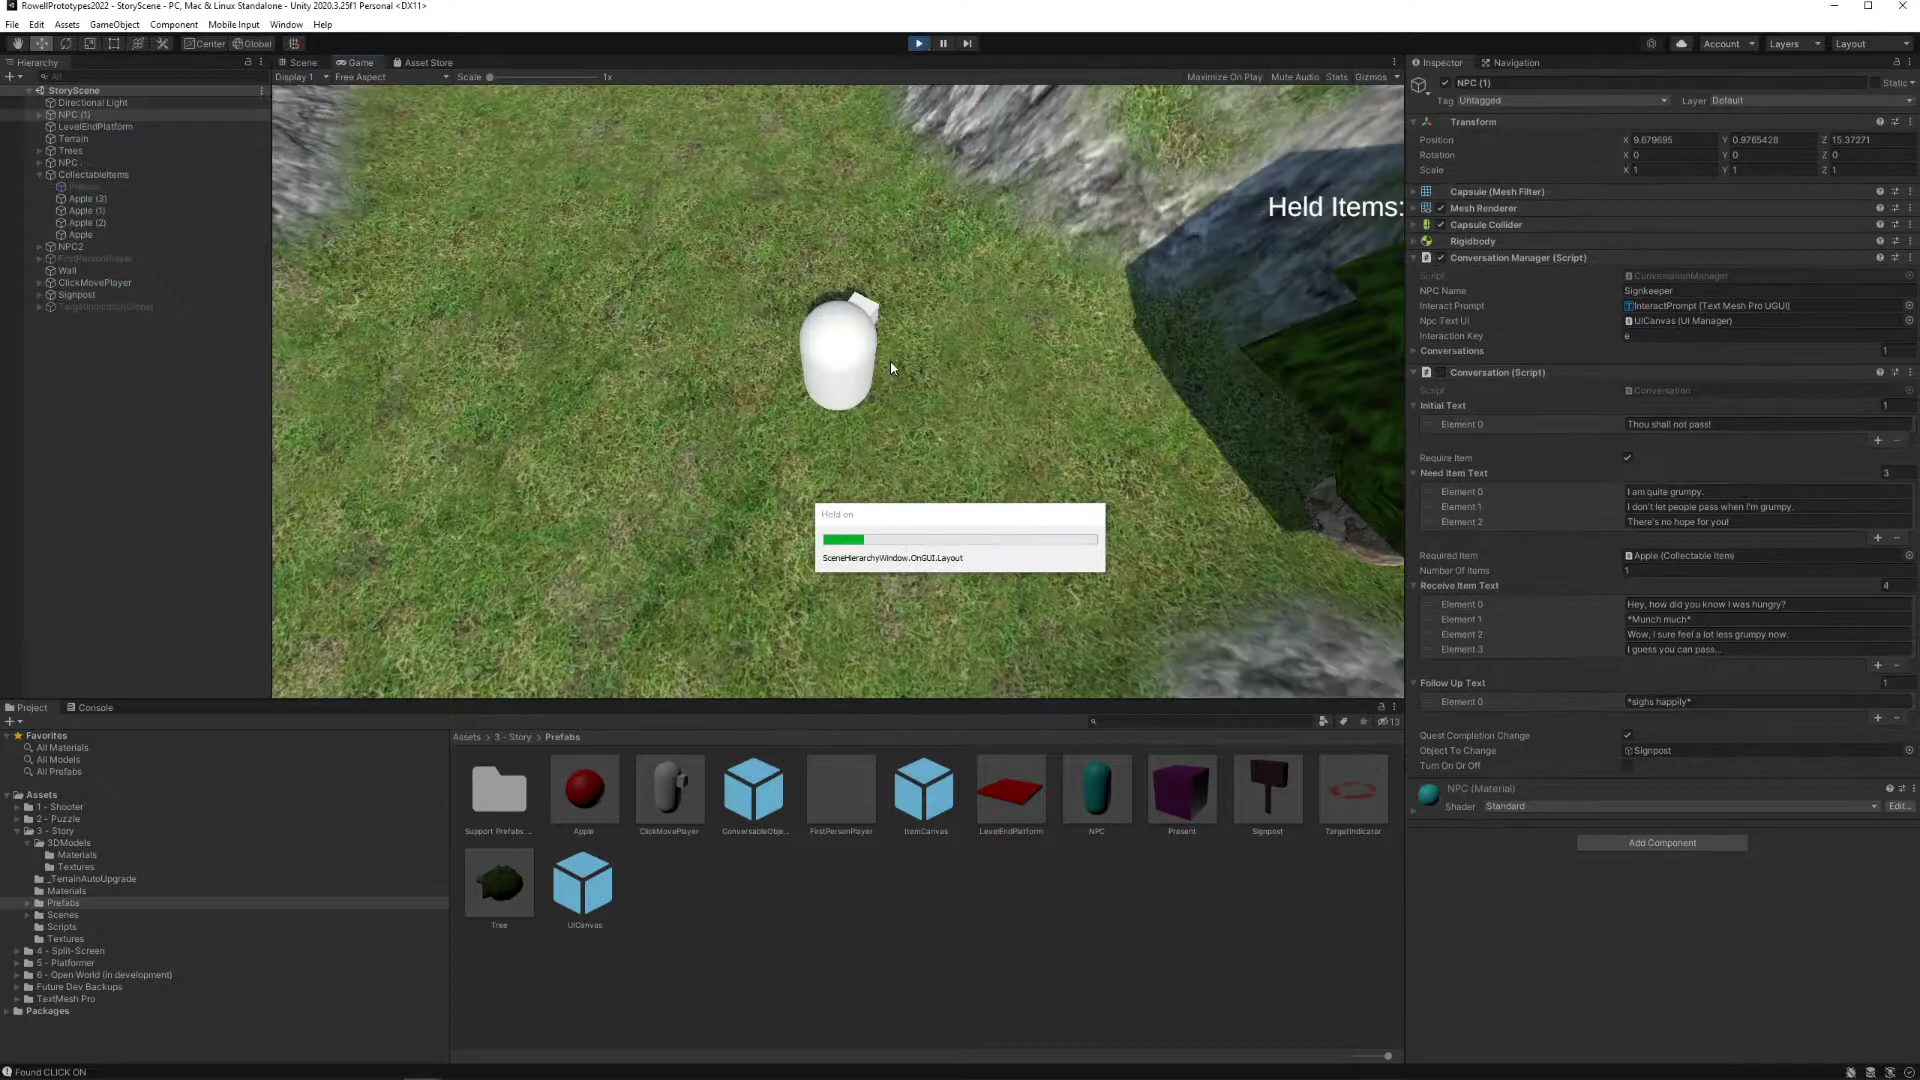 RowellPrototypes2022 - StoryScene - PC, Mac & Linux Standalone - Unity 2020.3.25f1 Personal <DX11>
File Edit Assets GameObject Component Mobile Input Window Help
Center Global
Account Layers Layout
Hierarchy
All
StoryScene
Directional Light
NPC (1)
LevelEndPlatform
Terrain
Trees
NPC
CollectableItems
Present
Apple (3)
Apple (1)
Apple (2)
Apple
NPC2
FirstPersonPlayer
Wall
ClickMovePlayer
Signpost
TargetIndicator(Clone)
Scene Game Asset Store
Display 1 Free Aspect Scale 1x Maximize On Play Mute Audio Stats Gizmos
Held Items:
Hold on
SceneHierarchyWindow.OnGUI.Layout
Inspector Navigation
NPC (1) Static
Tag Untagged Layer Default
Transform
Position X 9.679695 Y 0.9765428 Z 15.37271
Rotation X 0 Y 0 Z 0
Scale X 1 Y 1 Z 1
Capsule (Mesh Filter)
Mesh Renderer
Capsule Collider
Rigidbody
Conversation Manager (Script)
Script ConversationManager
NPC Name Signkeeper
Interact Prompt InteractPrompt (Text Mesh Pro UGUI)
Npc Text UI UICanvas (UI Manager)
Interaction Key e
Conversations 1
Conversation (Script)
Script Conversation
Initial Text 1
Element 0 Thou shall not pass!
Require Item
Need Item Text 3
Element 0 I am quite grumpy.
Element 1 I don't let people pass when I'm grumpy.
Element 2 There's no hope for you!
Required Item Apple (Collectable Item)
Number Of Items 1
Receive Item Text 4
Element 0 Hey, how did you know I was hungry?
Element 1 *Munch much*
Element 2 Wow, I sure feel a lot less grumpy now.
Element 3 I guess you can pass...
Follow Up Text 1
Element 0 *sighs happily*
Quest Completion Change
Object To Change Signpost
Turn On Or Off
NPC (Material)
Shader Standard Edit...
Add Component
Project Console
13
Favorites
All Materials
All Models
All Prefabs
Assets
1 - Shooter
2 - Puzzle
3 - Story
3DModels
Materials
Textures
_TerrainAutoUpgrade
Materials
Prefabs
Scenes
Scripts
Textures
4 - Split-Screen
5 - Platformer
6 - Open World (in development)
Future Dev Backups
TextMesh Pro
Packages
Assets > 3 - Story > Prefabs
Support Prefabs ... Apple ClickMovePlayer ConversableObje... FirstPersonPlayer ItemCanvas LevelEndPlatform NPC Present Signpost TargetIndicator
Tree UICanvas
Found CLICK ON